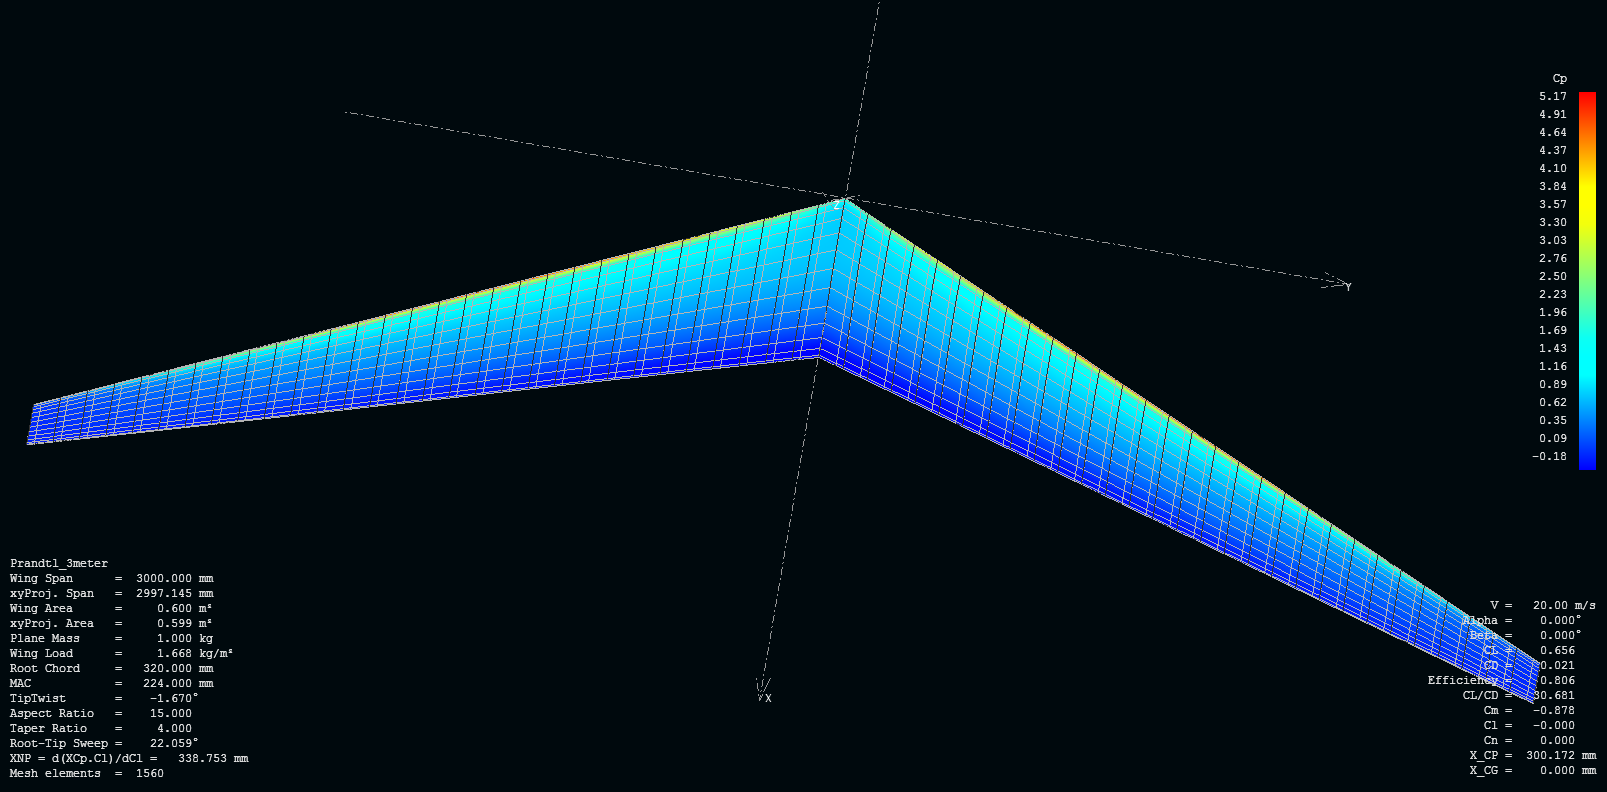 Cp
5.17
4.91
4.64
4.37
4.10
3.84
3.57
3.30
3.03
2.76
2.50
2.23
1.96
1.69
1.43
1.16
0.89
0.62
0.35
0.09
-0.18
Z
Y
X
Prandtl_3meter
Wing Span = 3000.000 mm
xyProj. Span = 2997.145 mm
Wing Area = 0.600 m²
xyProj. Area = 0.599 m²
Plane Mass = 1.000 kg
Wing Load = 1.668 kg/m²
Root Chord = 320.000 mm
MAC = 224.000 mm
TipTwist = -1.670°
Aspect Ratio = 15.000
Taper Ratio = 4.000
Root-Tip Sweep = 22.059°
XNP = d(XCp.Cl)/dCl = 338.753 mm
Mesh elements = 1560
V = 20.00 m/s
Alpha = 0.000°
Beta = 0.000°
CL = 0.656
CD = 0.021
Efficiency = 0.806
CL/CD = 30.681
Cm = -0.878
Cl = -0.000
Cn = 0.000
X_CP = 300.172 mm
X_CG = 0.000 mm